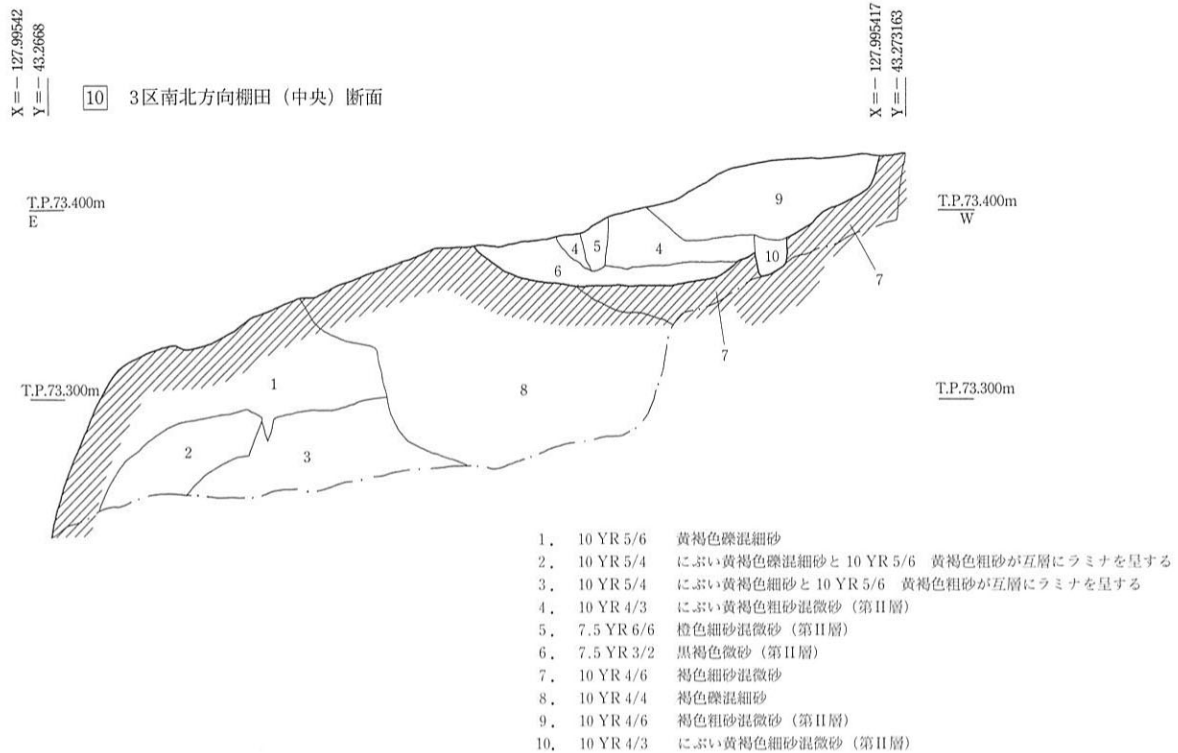 X=－127.99542
Y=－43.2668
X=－127.995417
Y=－43.273163
10 3区南北方向棚田（中央）断面
T.P.73.400m
E
T.P.73.400m
W
9
4
5
4
10
6
7
7
T.P.73.300m
1
8
T.P.73.300m
2
3
1． 10 YR 5/6 黄褐色礫混細砂
2． 10 YR 5/4 にぶい黄褐色礫混細砂と 10 YR 5/6 黄褐色粗砂が互層にラミナを呈する
3． 10 YR 5/4 にぶい黄褐色細砂と 10 YR 5/6 黄褐色粗砂が互層にラミナを呈する
4． 10 YR 4/3 にぶい黄褐色粗砂混微砂（第Ⅱ層）
5． 7.5 YR 6/6 橙色細砂混微砂（第Ⅱ層）
6． 7.5 YR 3/2 黒褐色微砂（第Ⅱ層）
7． 10 YR 4/6 褐色細砂混微砂
8． 10 YR 4/4 褐色礫混細砂
9． 10 YR 4/6 褐色粗砂混微砂（第Ⅱ層）
10． 10 YR 4/3 にぶい黄褐色細砂混微砂（第Ⅱ層）